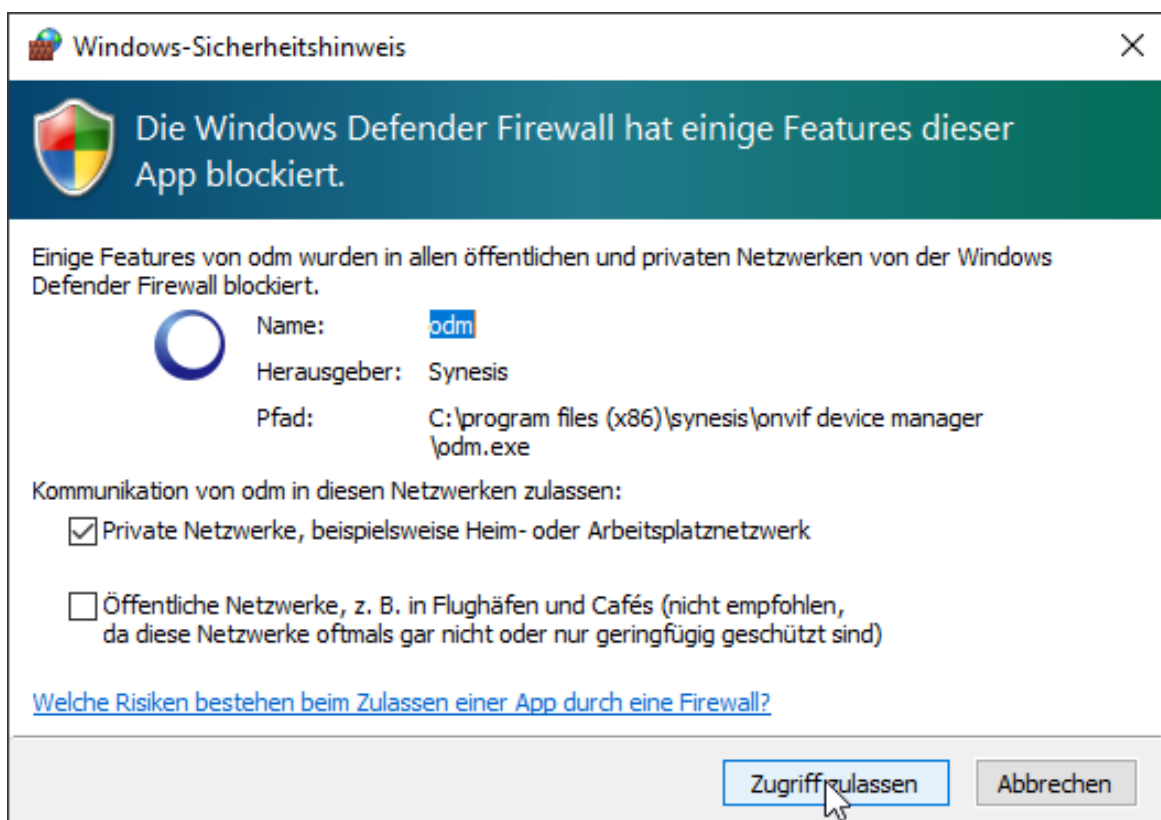 Windows-Sicherheitshinweis
Die Windows Defender Firewall hat einige Features dieser
App blockiert.
Einige Features von odm wurden in allen öffentlichen und privaten Netzwerken von der Windows
Defender Firewall blockiert.
Name: odm
Herausgeber: Synesis
Pfad: C:\program files (x86)\synesis\onvif device manager
\odm.exe
Kommunikation von odm in diesen Netzwerken zulassen:
Private Netzwerke, beispielsweise Heim- oder Arbeitsplatznetzwerk
Öffentliche Netzwerke, z. B. in Flughäfen und Cafés (nicht empfohlen,
da diese Netzwerke oftmals gar nicht oder nur geringfügig geschützt sind)
Welche Risiken bestehen beim Zulassen einer App durch eine Firewall?
Zugriff zulassen Abbrechen